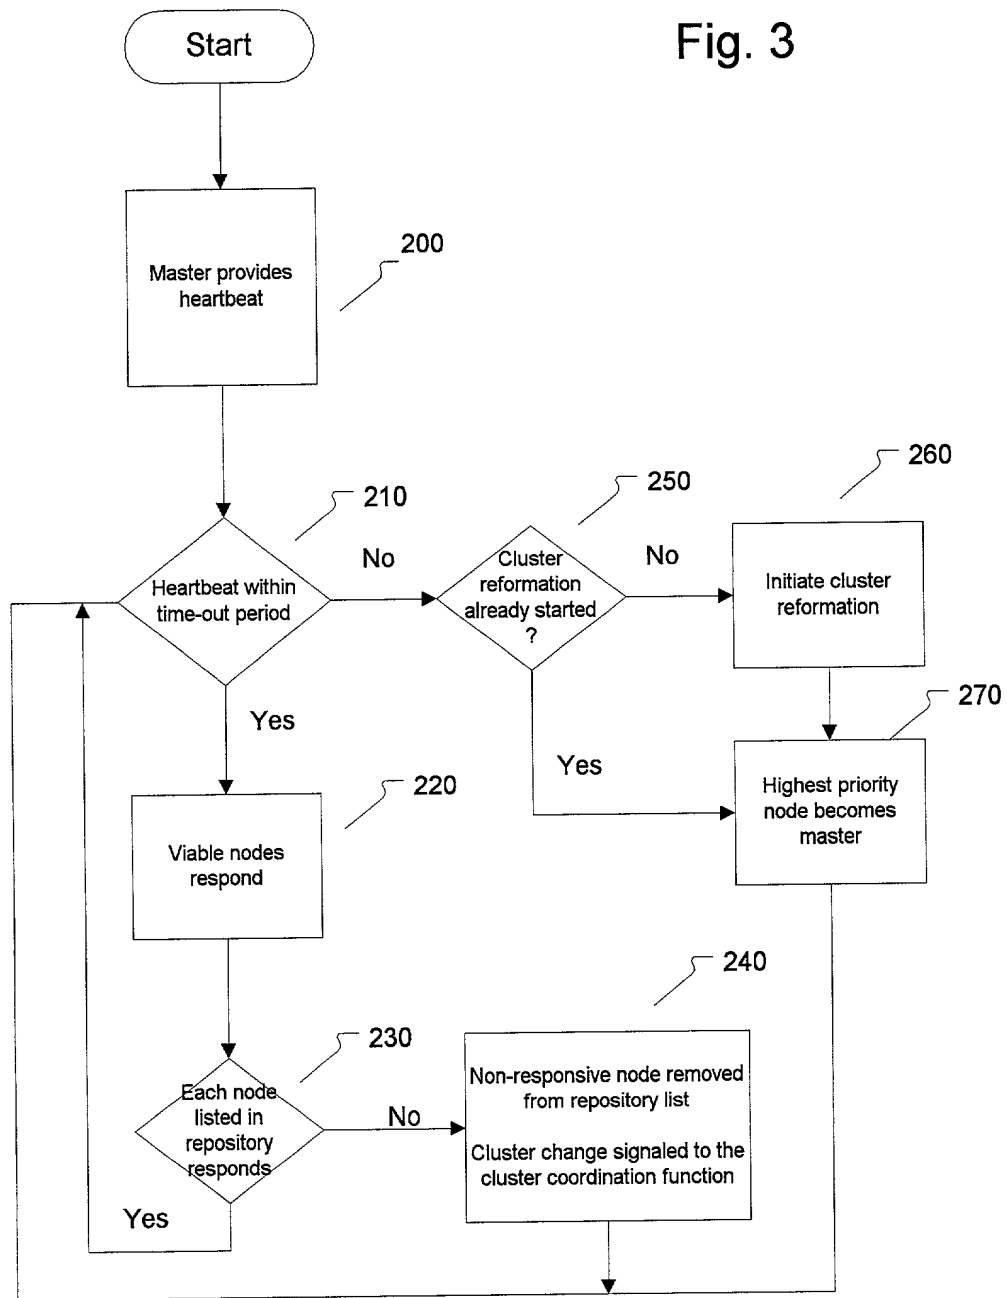 Start
Fig. 3
200
Master provides
heartbeat
210
Heartbeat within
time-out period
No
250
Cluster
reformation
already started
?
No
260
Initiate cluster
reformation
Yes
Yes
270
Highest priority
node becomes
master
220
Viable nodes
respond
230
Each node
listed in
repository
responds
No
240
Non-responsive node removed
from repository list
Cluster change signaled to the
cluster coordination function
Yes